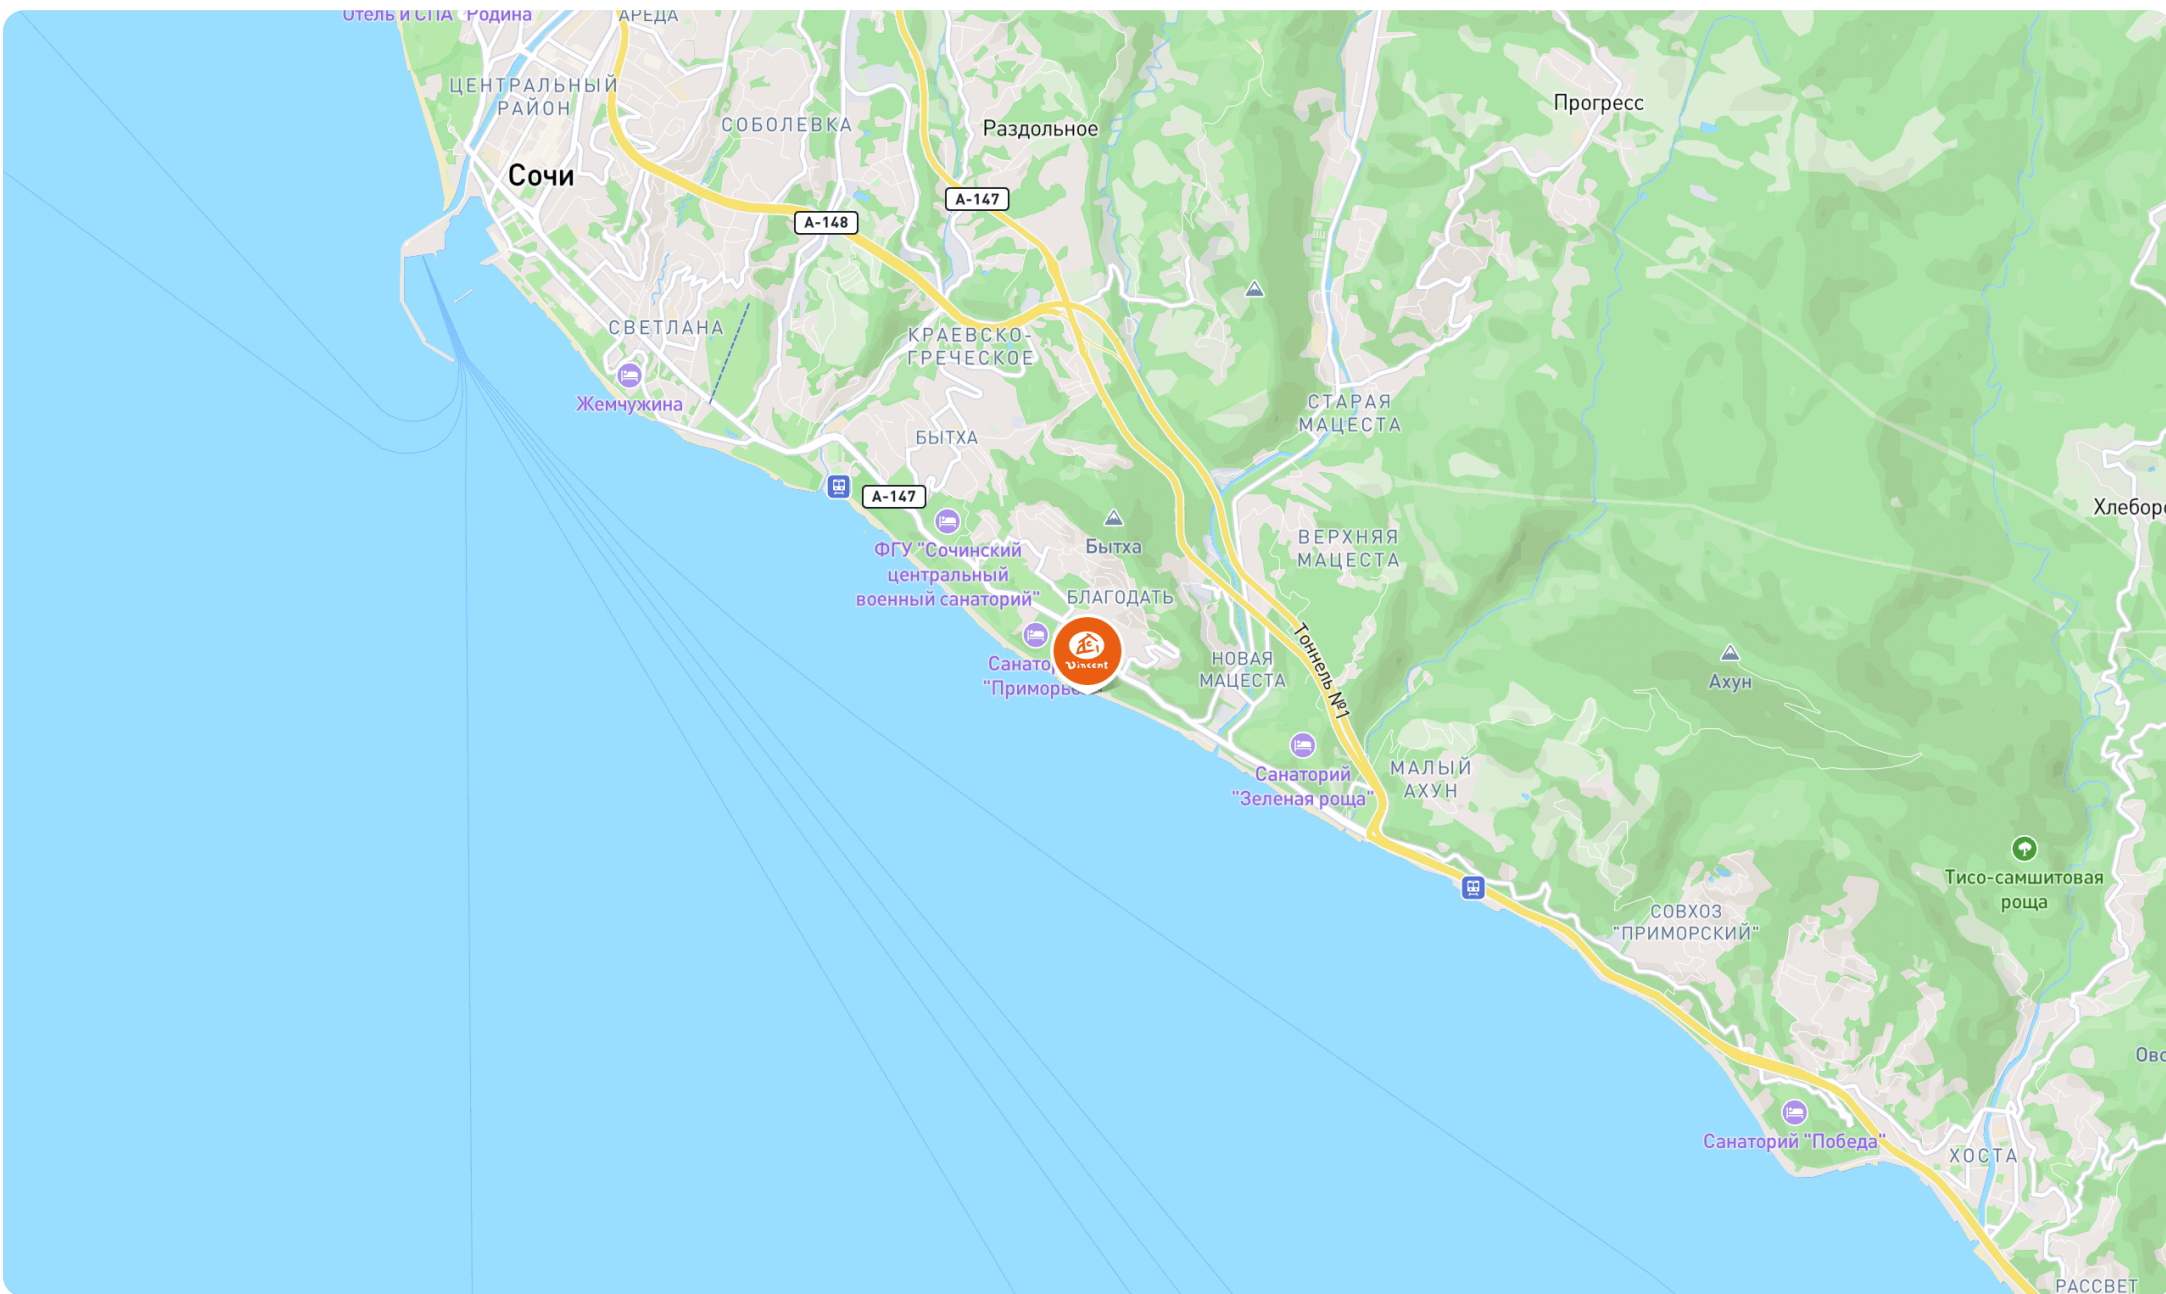 Отель и СПА "Родина
АРЕДА
ЦЕНТРАЛЬНЫЙ
РАЙОН
СОБОЛЕВКА
Раздольное
Прогресс
Сочи
А-147
А-148
СВЕТЛАНА
КРАЕВСКО-
ГРЕЧЕСКОЕ
Жемчужина
СТАРАЯ
МАЦЕСТА
БЫТХА
А-147
Хлеборо
ФГУ "Сочинский
центральный
военный санаторий"
Бытха
ВЕРХНЯЯ
МАЦЕСТА
БЛАГОДАТЬ
Vincent
Санато
"Приморь
НОВАЯ
МАЦЕСТА
Тоннель №1
Ахун
Санаторий
"Зеленая роща"
МАЛЫЙ
АХУН
Тисо-самшитовая
роща
СОВХОЗ
"ПРИМОРСКИЙ"
Ово
Санаторий "Победа"
ХОСТА
РАССВЕТ